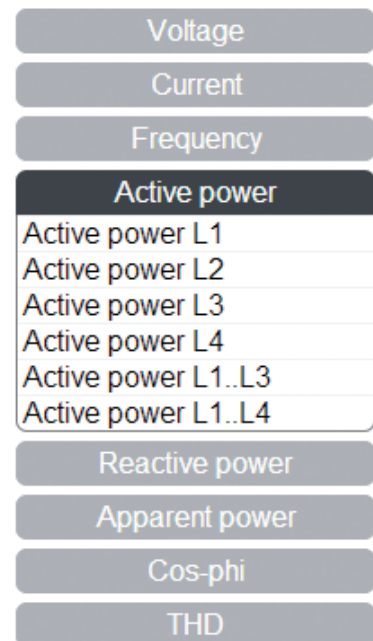 Voltage
Current
Frequency
Active power
Active power L1
Active power L2
Active power L3
Active power L4
Active power L1..L3
Active power L1..L4
Reactive power
Apparent power
Cos-phi
THD